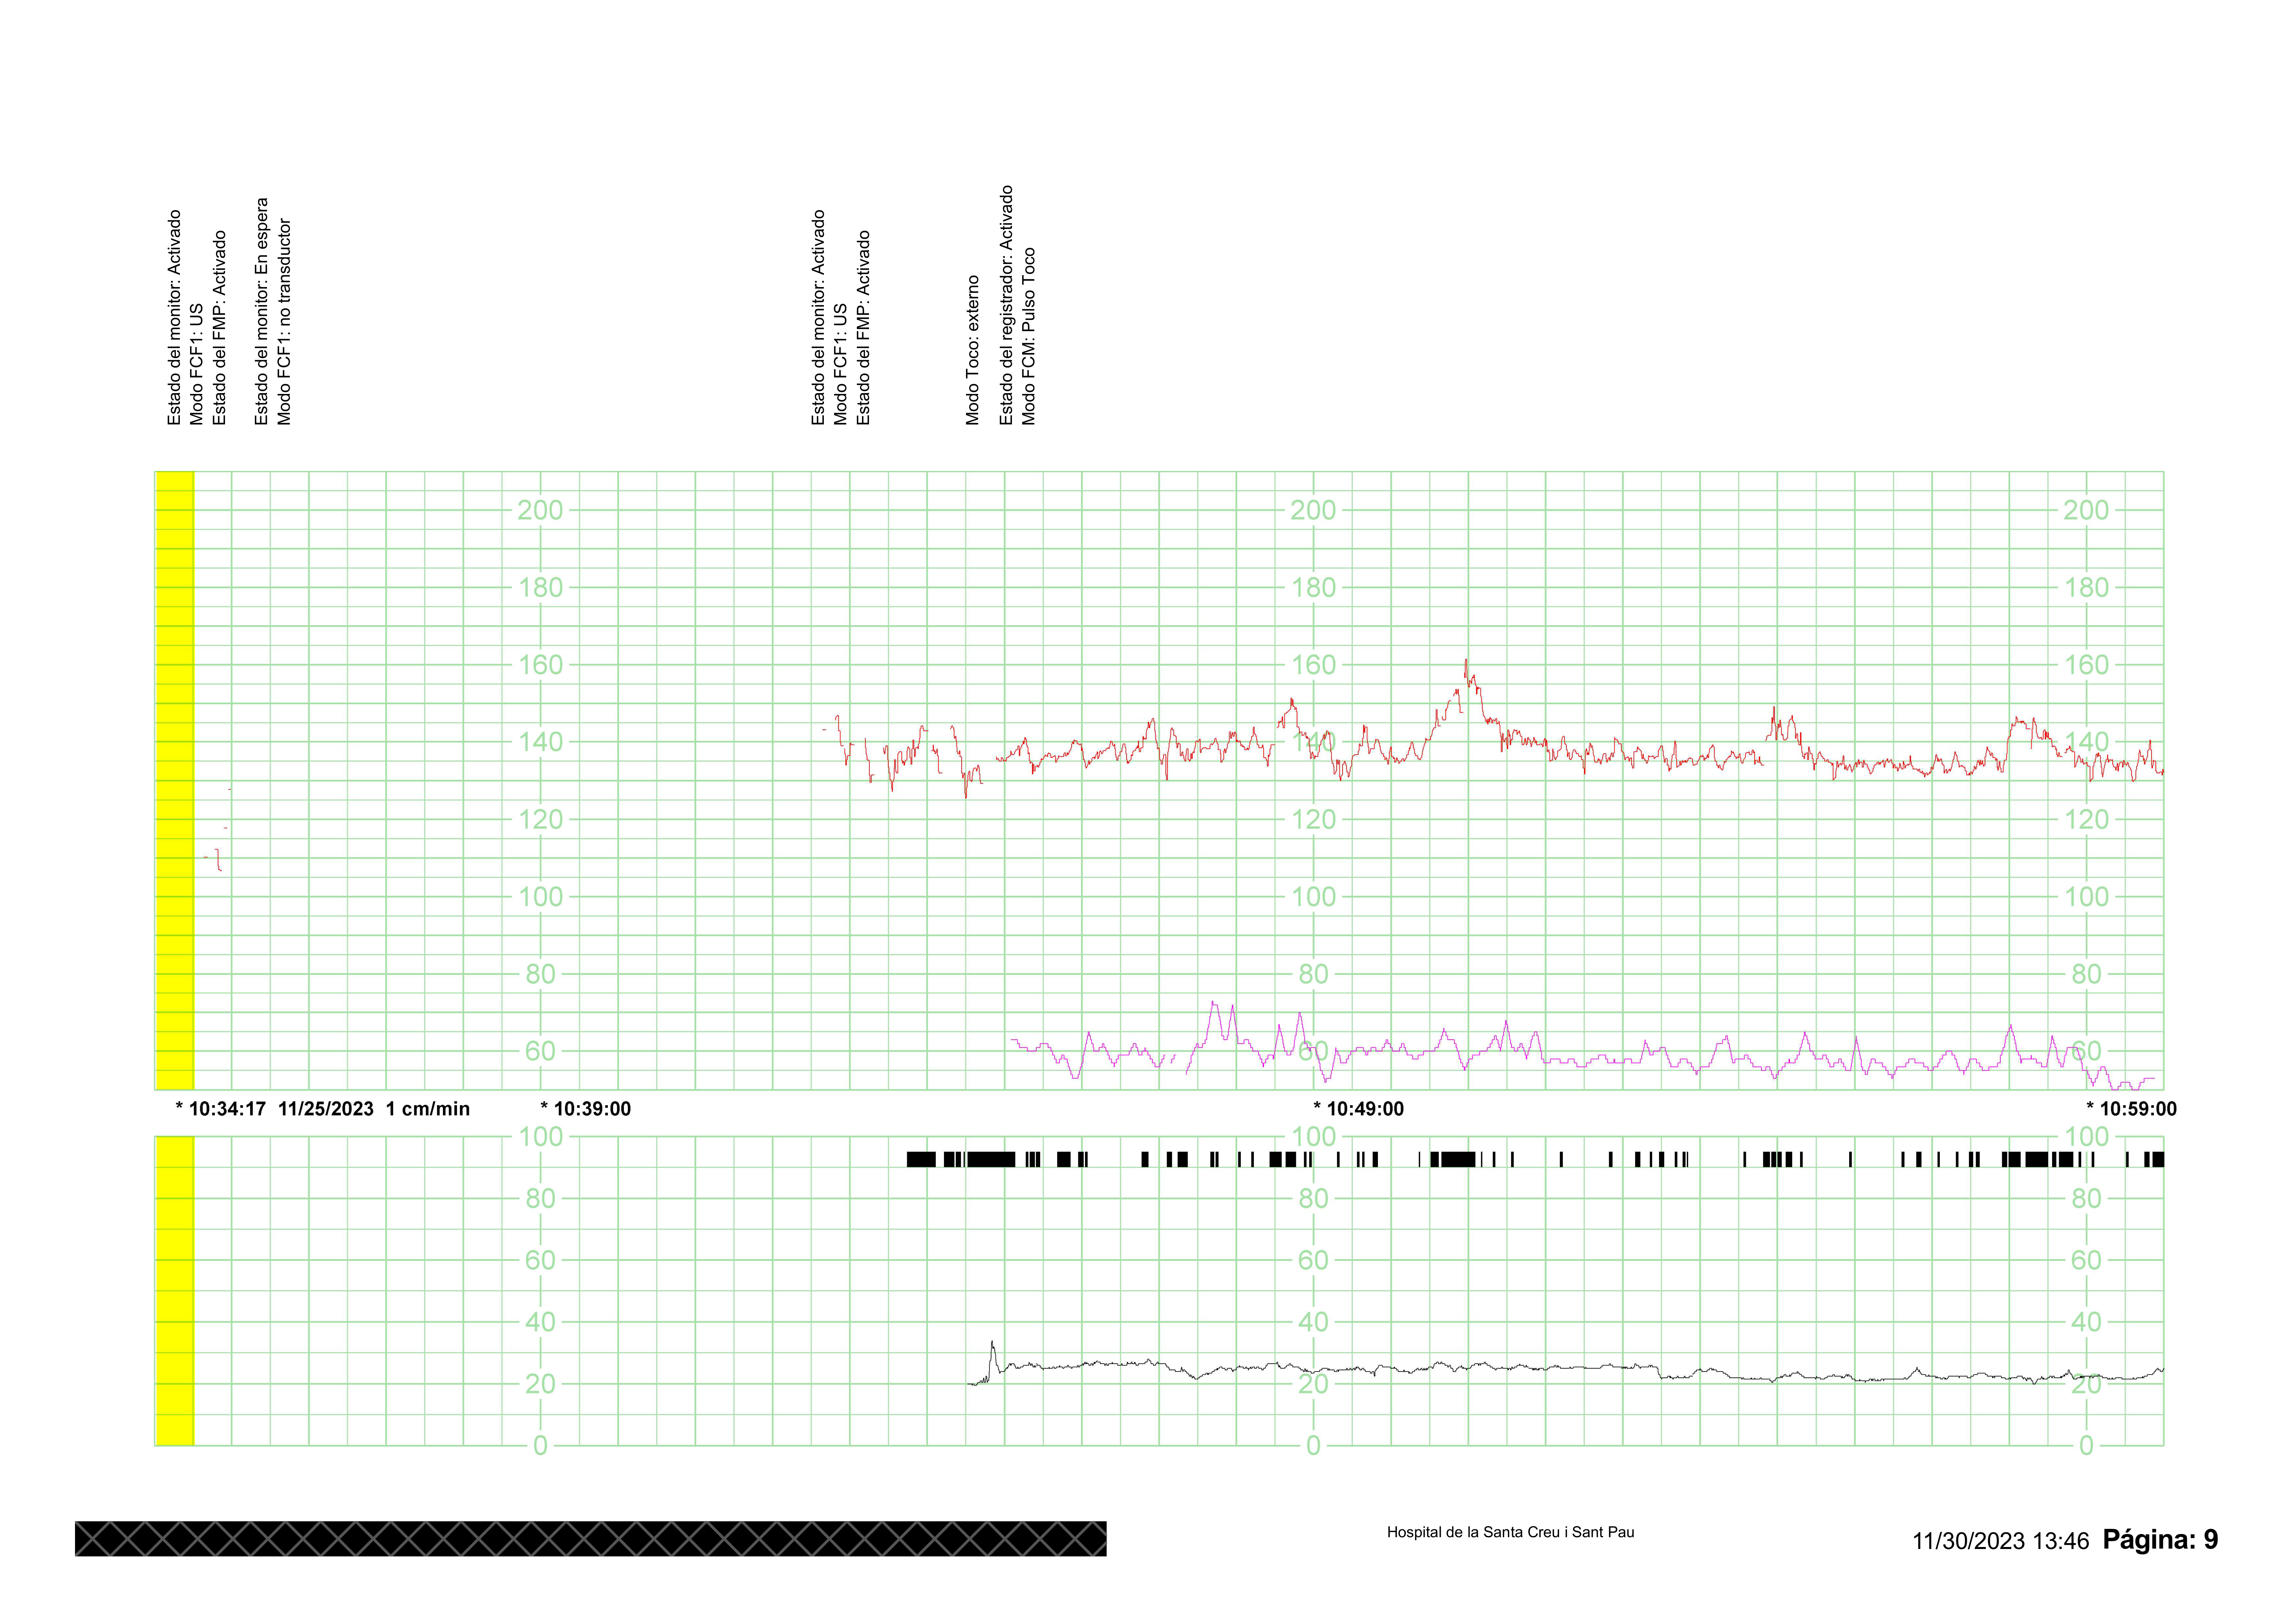 Estado del monitor: Activado
Modo FCF1: US
Estado del FMP: Activado
Estado del monitor: En espera
Modo FCF1: no transductor
Estado del monitor: Activado
Modo FCF1: US
Estado del FMP: Activado
Modo Toco: externo
Estado del registrador: Activado
Modo FCM: Pulso Toco
200 200 200
180 180 180
160 160 160
140 140 140
120 120 120
100 100 100
80 80 80
60 60 60
* 10:34:17 11/25/2023 1 cm/min * 10:39:00 * 10:49:00 * 10:59:00
100 100 100
80 80 80
60 60 60
40 40 40
20 20 20
0 0 0
Hospital de la Santa Creu i Sant Pau
11/30/2023 13:46 Página: 9